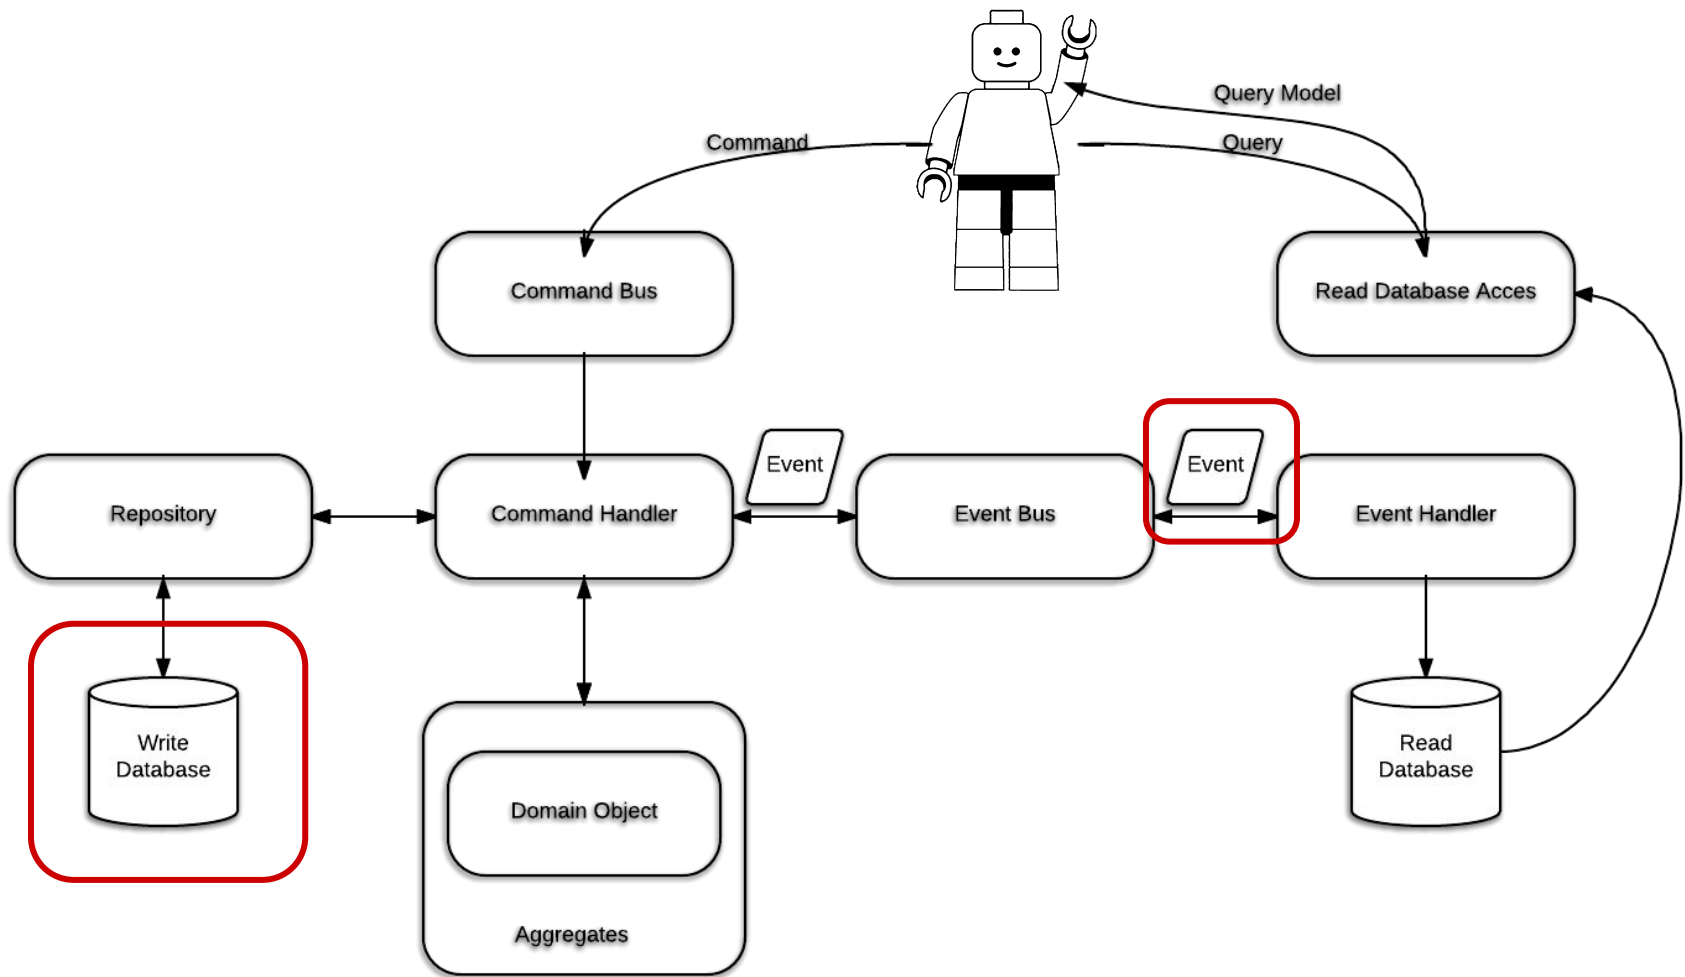 Query Model
Command
Query
Command Bus
Read Database Acces
Event
Event
Repository
Command Handler
Event Bus
Event Handler
Write
Database
Read
Database
Domain Object
Aggregates